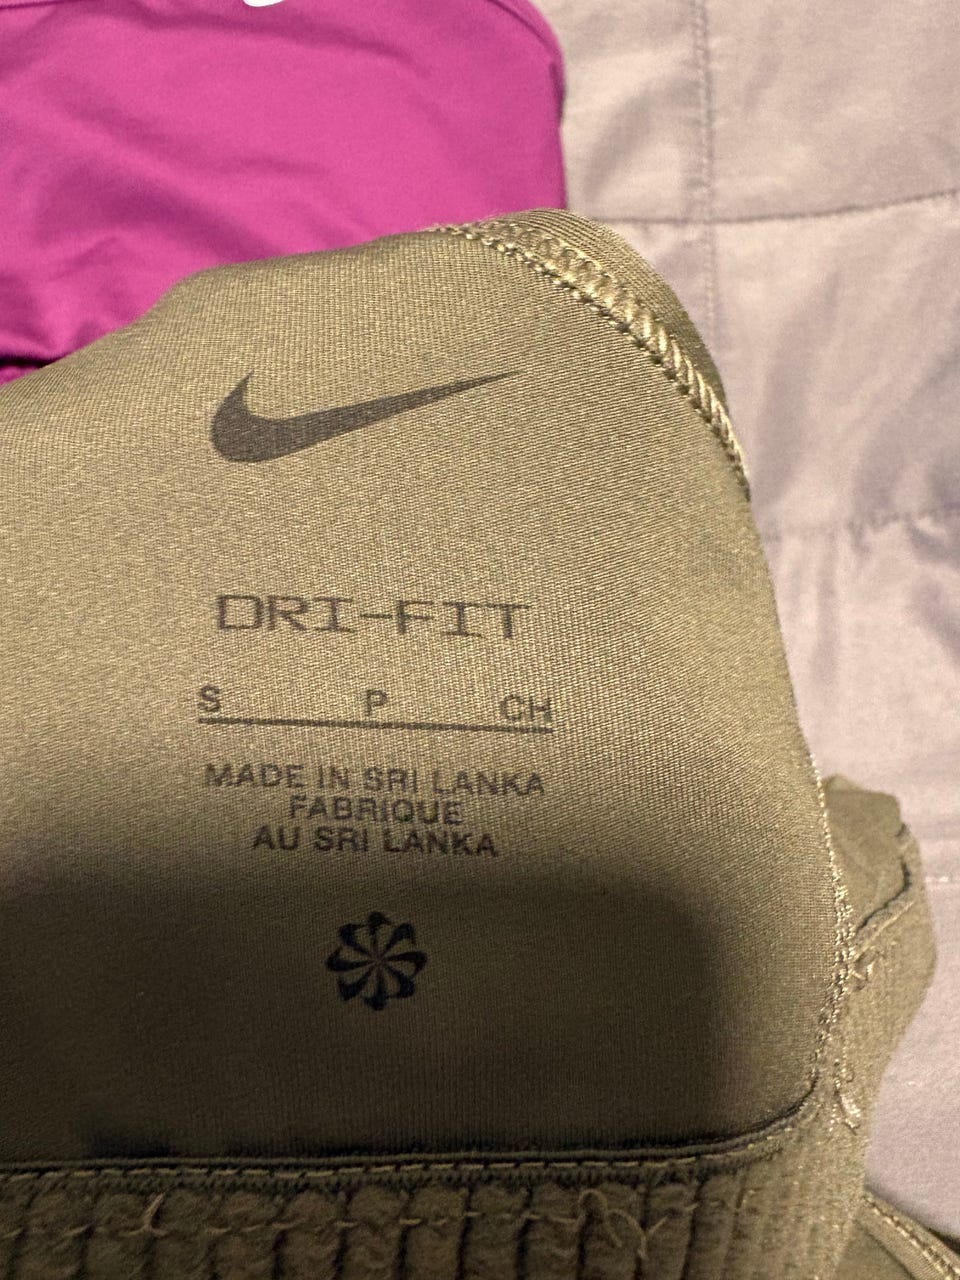 DRI-FIT
S P CH
MADE IN SRI LANKA
FABRIQUE
AU SRI LANKA